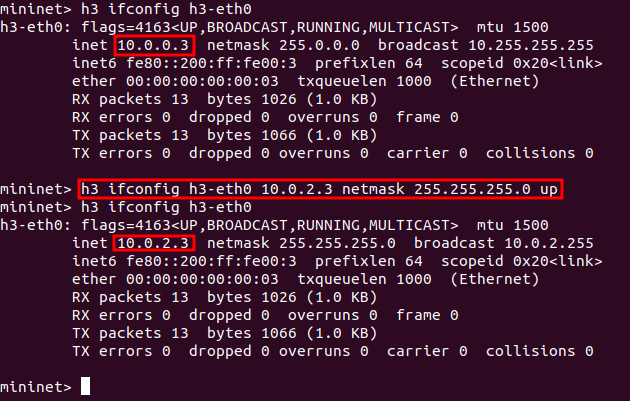 mininet> h3 ifconfig h3-eth0
h3-eth0: flags=4163<UP,BROADCAST,RUNNING,MULTICAST>  mtu 1500
        inet 10.0.0.3  netmask 255.0.0.0  broadcast 10.255.255.255
        inet6 fe80::200:ff:fe00:3  prefixlen 64  scopeid 0x20<link>
        ether 00:00:00:00:00:03  txqueuelen 1000  (Ethernet)
        RX packets 13  bytes 1026 (1.0 KB)
        RX errors 0  dropped 0  overruns 0  frame 0
        TX packets 13  bytes 1066 (1.0 KB)
        TX errors 0  dropped 0 overruns 0  carrier 0  collisions 0

mininet> h3 ifconfig h3-eth0 10.0.2.3 netmask 255.255.255.0 up
mininet> h3 ifconfig h3-eth0
h3-eth0: flags=4163<UP,BROADCAST,RUNNING,MULTICAST>  mtu 1500
        inet 10.0.2.3  netmask 255.255.255.0  broadcast 10.0.2.255
        inet6 fe80::200:ff:fe00:3  prefixlen 64  scopeid 0x20<link>
        ether 00:00:00:00:00:03  txqueuelen 1000  (Ethernet)
        RX packets 13  bytes 1026 (1.0 KB)
        RX errors 0  dropped 0  overruns 0  frame 0
        TX packets 13  bytes 1066 (1.0 KB)
        TX errors 0  dropped 0 overruns 0  carrier 0  collisions 0

mininet>